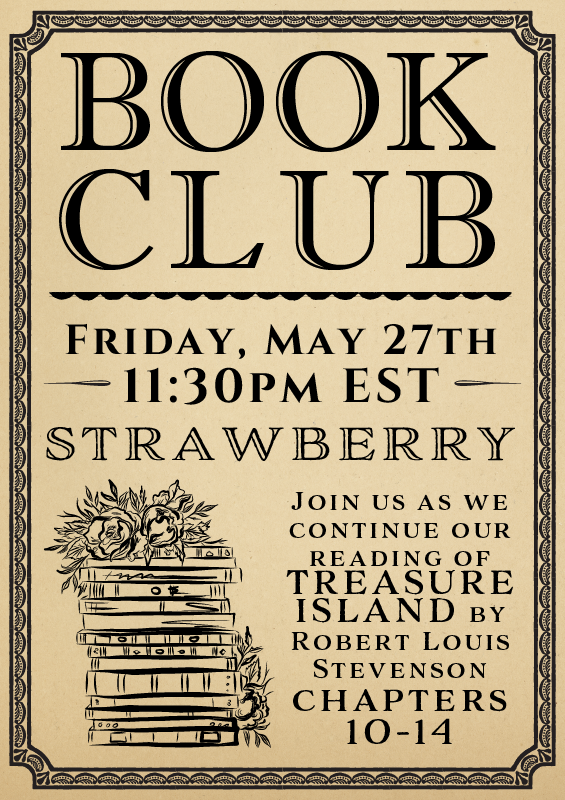 BOOK
CLUB
FRIDAY, MAY 27TH
11:30PM EST
STRAWBERRY
JOIN US AS WE
CONTINUE OUR
READING OF
TREASURE
ISLAND BY
ROBERT LOUIS
STEVENSON
CHAPTERS
10-14